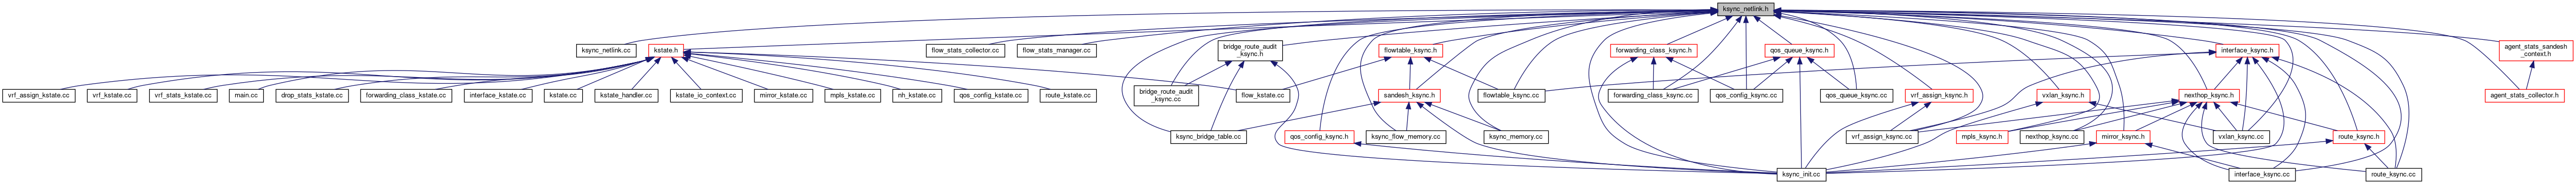 ksync_netlink.h
ksync_netlink.cc
kstate.h
flow_stats_collector.cc
flow_stats_manager.cc
bridge_route_audit
_ksync.h
flowtable_ksync.h
forwarding_class_ksync.h
qos_queue_ksync.h
interface_ksync.h
agent_stats_sandesh
_context.h
vrf_assign_kstate.cc
vrf_kstate.cc
vrf_stats_kstate.cc
main.cc
drop_stats_kstate.cc
forwarding_class_kstate.cc
interface_kstate.cc
kstate.cc
kstate_handler.cc
kstate_io_context.cc
mirror_kstate.cc
mpls_kstate.cc
nh_kstate.cc
qos_config_kstate.cc
route_kstate.cc
bridge_route_audit
_ksync.cc
flow_kstate.cc
sandesh_ksync.h
flowtable_ksync.cc
forwarding_class_ksync.cc
qos_config_ksync.cc
qos_queue_ksync.cc
vrf_assign_ksync.h
vxlan_ksync.h
nexthop_ksync.h
agent_stats_collector.h
ksync_bridge_table.cc
qos_config_ksync.h
ksync_flow_memory.cc
ksync_memory.cc
vrf_assign_ksync.cc
mpls_ksync.h
nexthop_ksync.cc
mirror_ksync.h
vxlan_ksync.cc
route_ksync.h
ksync_init.cc
interface_ksync.cc
route_ksync.cc